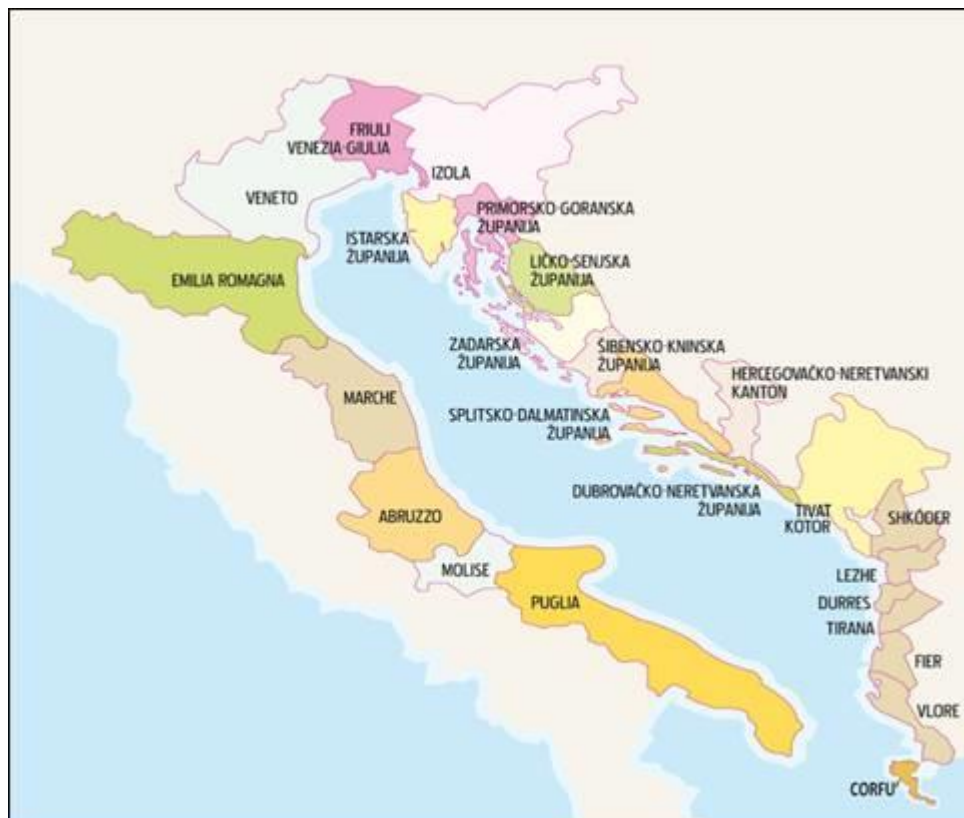 FRIULI
VENEZIA·GIULIA
IZOLA
VENETO
PRIMORSKO·GORANSKA
ŽUPANIJA
ISTARSKA
ŽUPANIJA
LIČKO·SENJSKA
ŽUPANIJA
EMILIA ROMAGNA
ZADARSKA
ŽUPANIJA
ŠIBENSKO·KNINSKA
ŽUPANIJA
HERCEGOVAČKO·NERETVANSKI
KANTON
MARCHE
SPLITSKO·DALMATINSKA
ŽUPANIJA
DUBROVAČKO·NERETVANSKA
ŽUPANIJA
TIVAT
KOTOR
SHKÓDER
ABRUZZO
MOLISE
LEZHE
PUGLIA
DURRES
TIRANA
FIER
VLORE
CORFU'